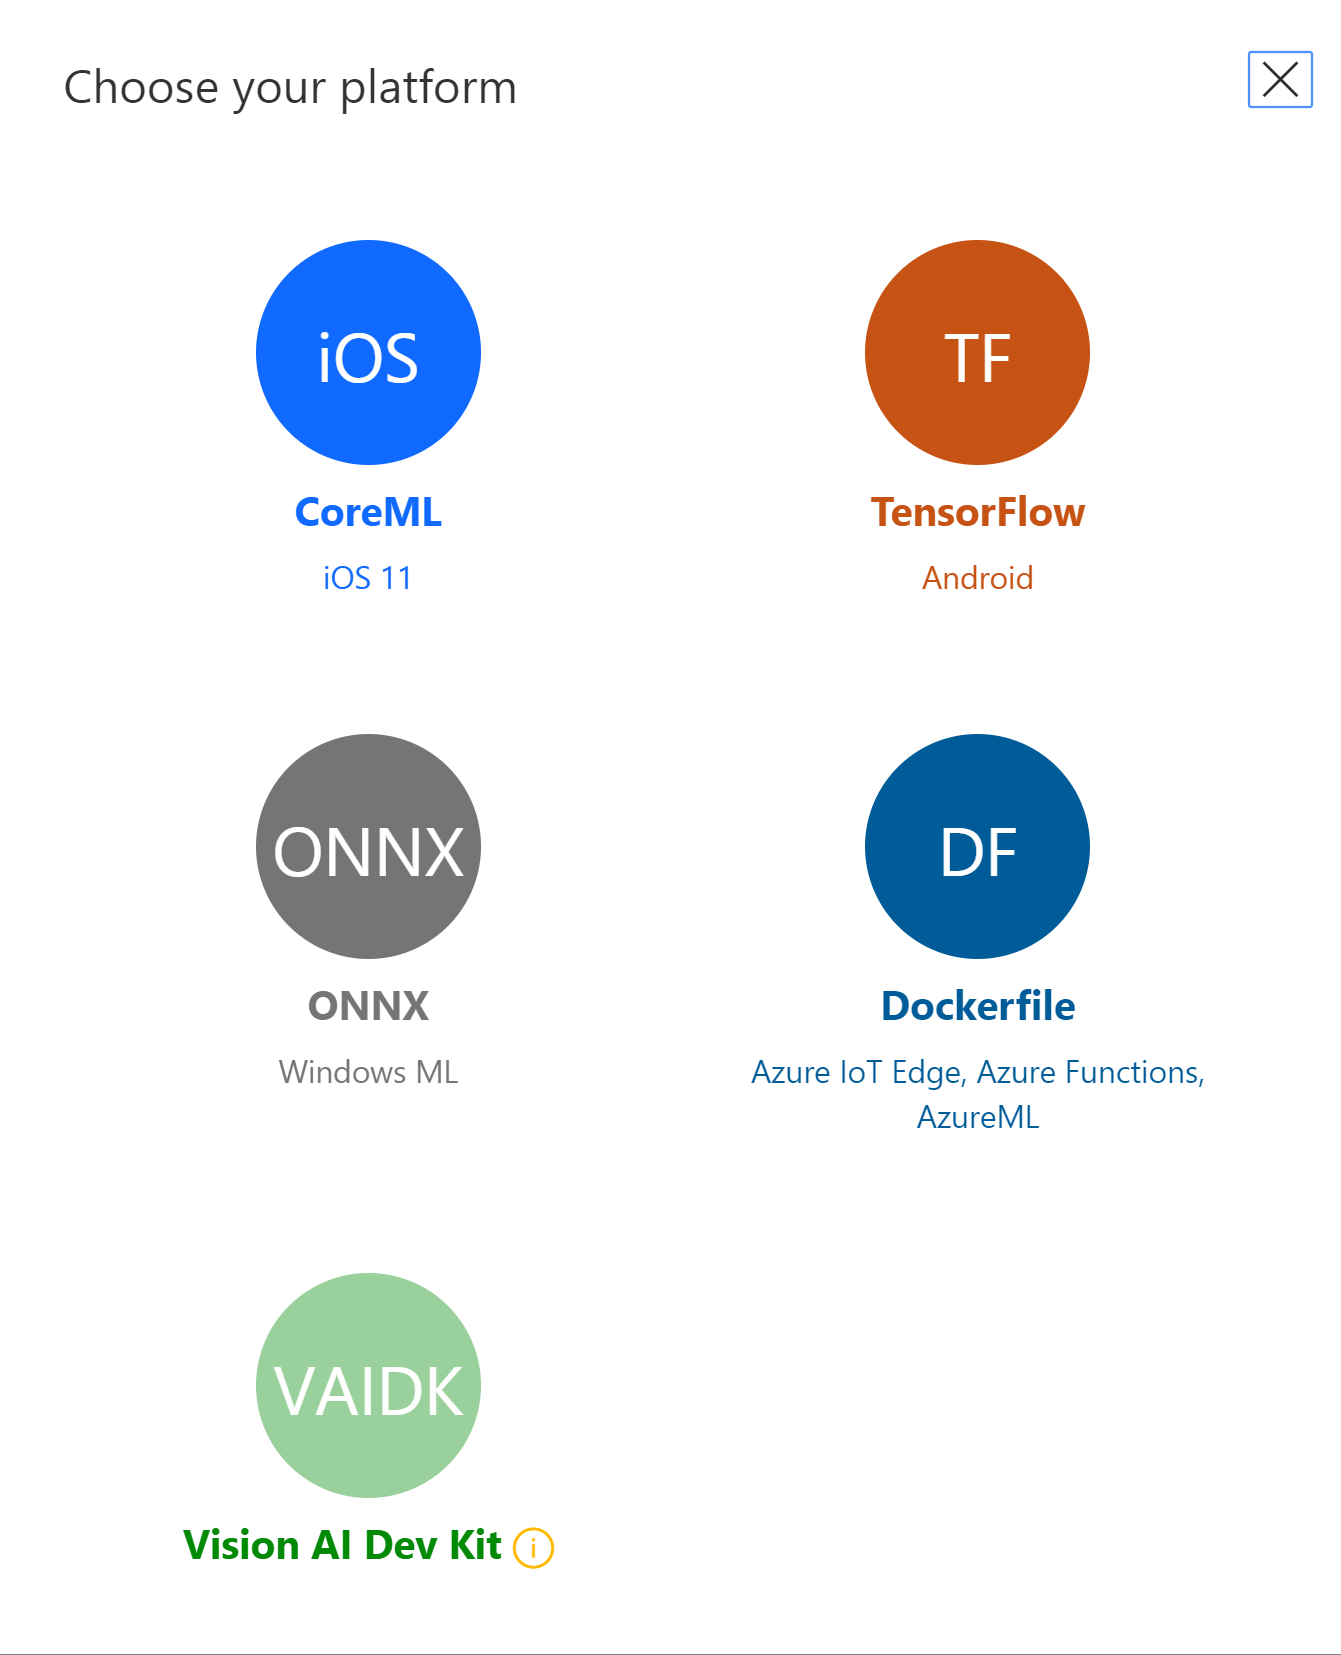 Choose your platform
iOS
CoreML
iOS 11
TF
TensorFlow
Android
ONNX
ONNX
Windows ML
DF
Dockerfile
Azure IoT Edge, Azure Functions,
AzureML
VAIDK
Vision AI Dev Kit i